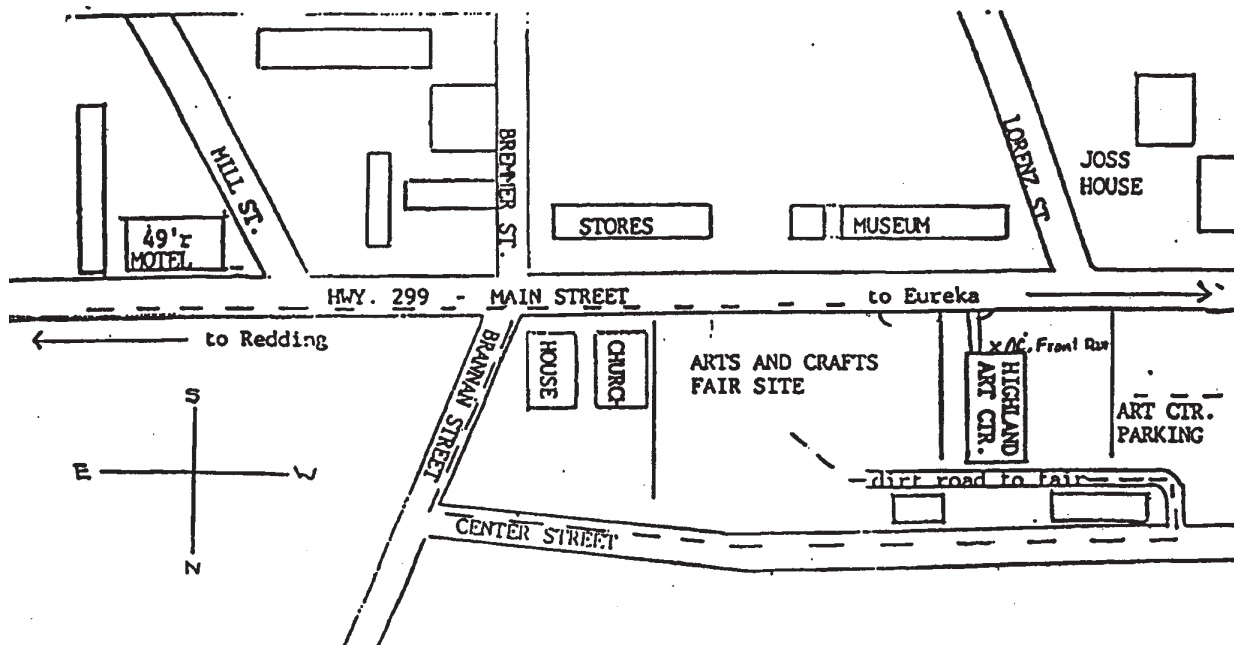 MILL ST.
BREMMER ST.
LORENZ ST
JOSS
HOUSE
49'r
MOTEL
STORES
MUSEUM
HWY. 299 - MAIN STREET
to Eureka
to Redding
BRANNAN STREET
HOUSE
CHURCH
ARTS AND CRAFTS
FAIR SITE
Front
HIGHLAND
ART CTR.
ART CTR.
PARKING
S
E
W
N
dirt road to fair
CENTER STREET